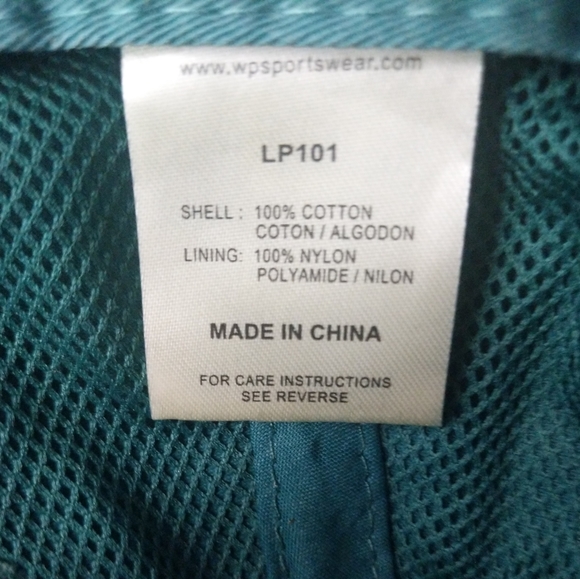 www.wpsportswear.com
LP101
SHELL : 100% COTTON
COTON / ALGODON
LINING: 100% NYLON
POLYAMIDE / NILON
MADE IN CHINA
FOR CARE INSTRUCTIONS
SEE REVERSE